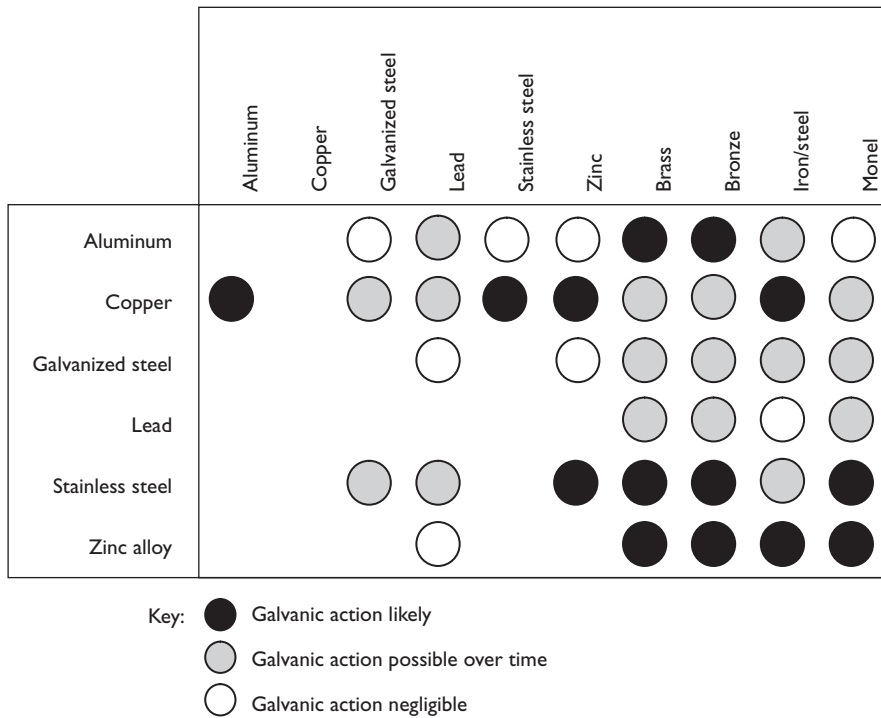 Aluminum
Copper
Galvanized steel
Lead
Stainless steel
Zinc
Brass
Bronze
Iron/steel
Monel
Aluminum
Copper
Galvanized steel
Lead
Stainless steel
Zinc alloy
Key:
Galvanic action likely
Galvanic action possible over time
Galvanic action negligible